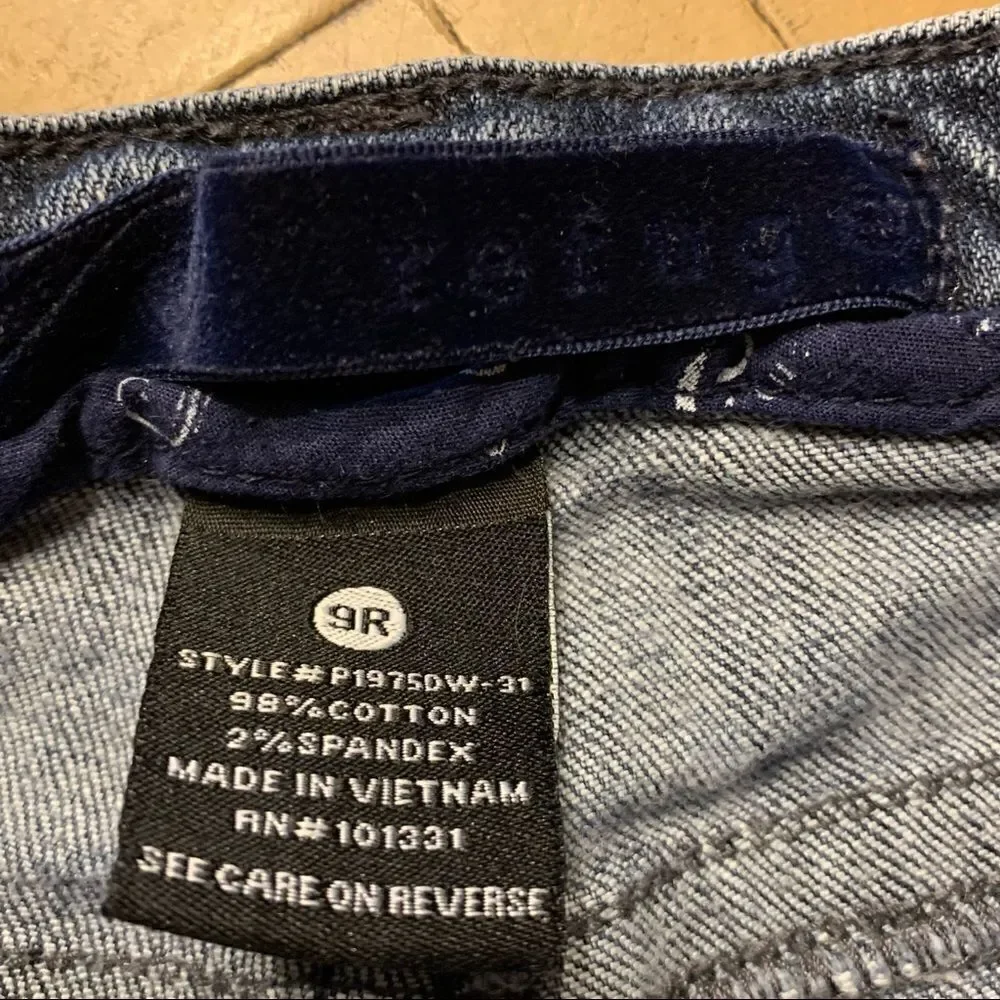 9R
STYLE# P1975DW-31
98%COTTON
2%SPANDEX
MADE IN VIETNAM
RN#101331
SEE CARE ON REVERSE